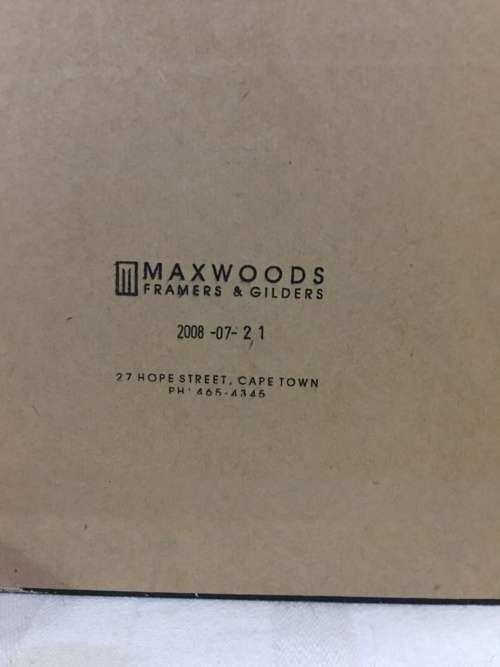 MAXWOODS
FRAMERS & GILDERS
2008-07-21
27 HOPE STREET, CAPE TOWN
PH: 465-4345